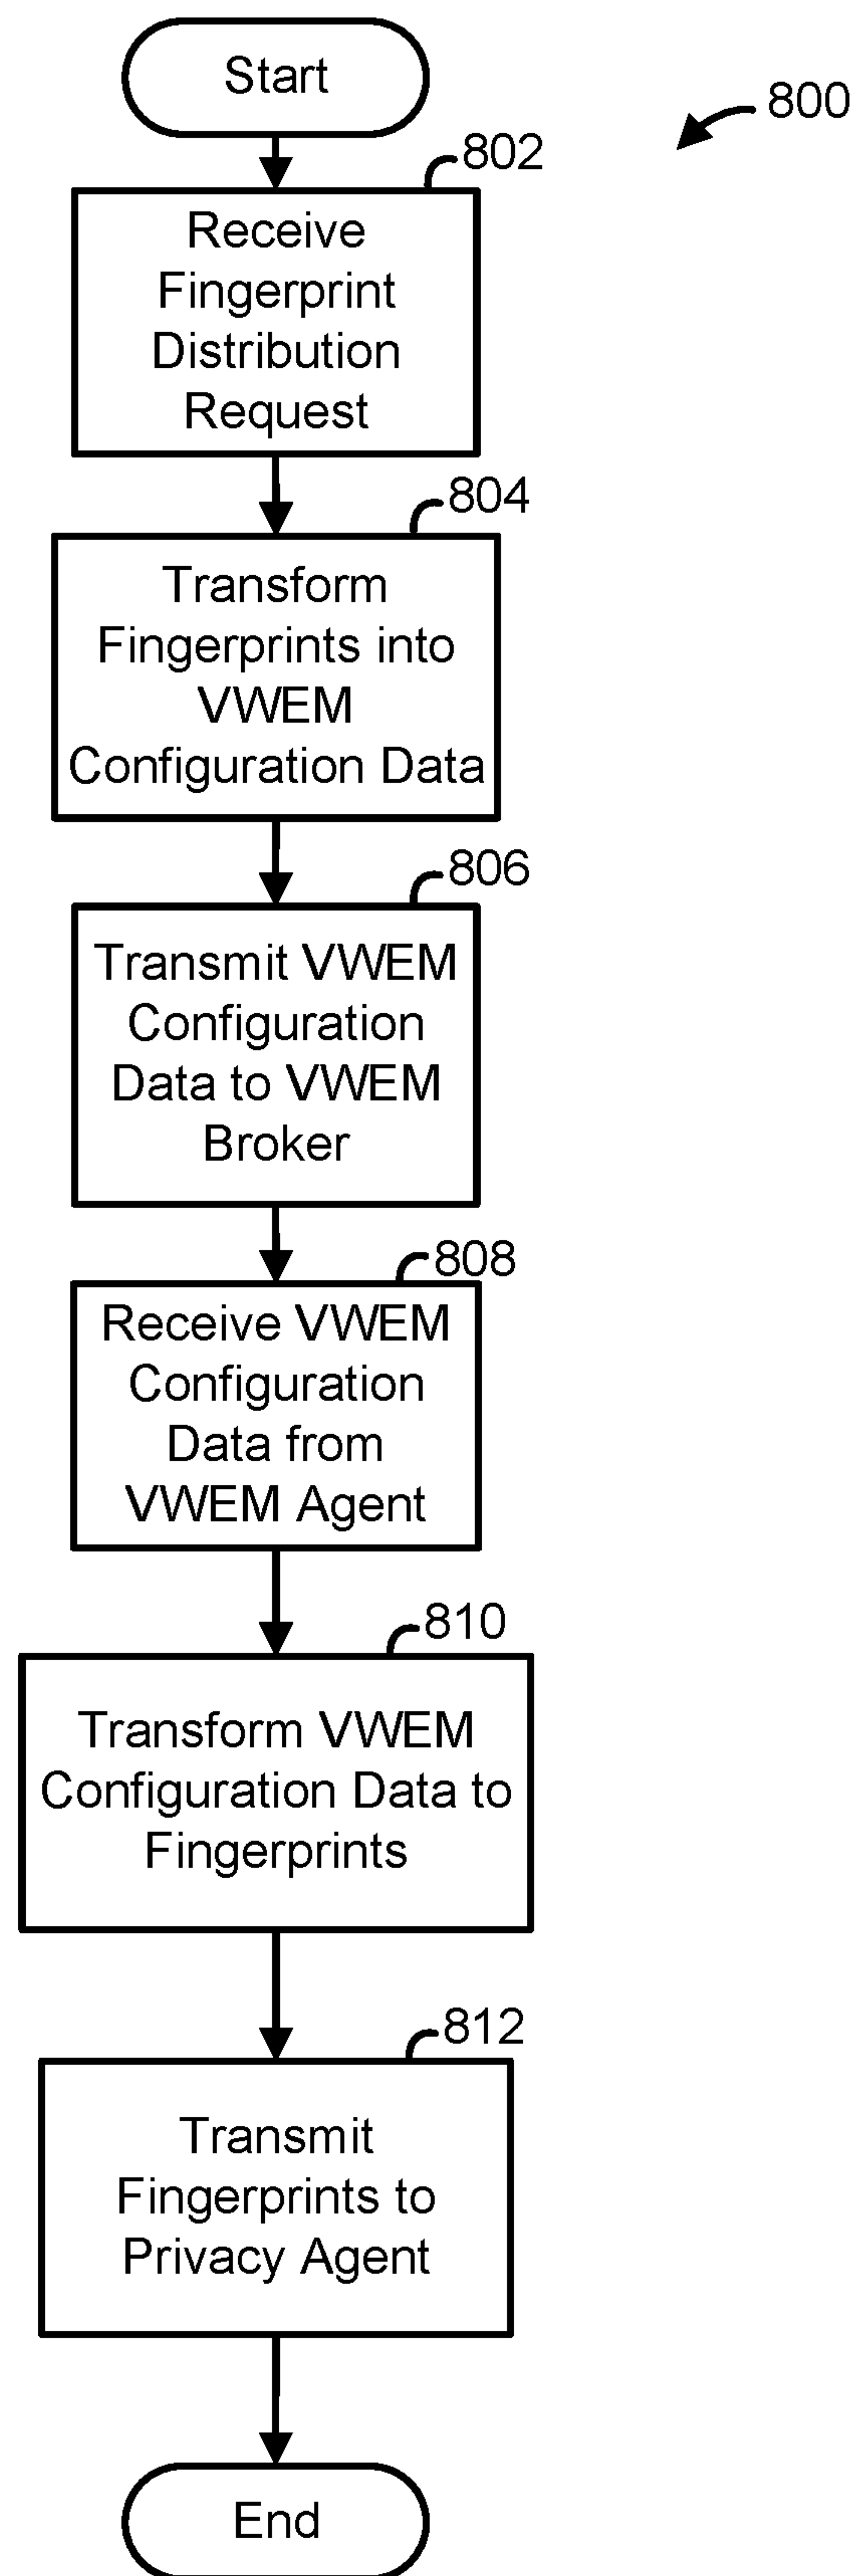 Start
800
802
Receive
Fingerprint
Distribution
Request
804
Transform
Fingerprints into
VWEM
Configuration Data
806
Transmit VWEM
Configuration
Data to VWEM
Broker
808
Receive VWEM
Configuration
Data from
VWEM Agent
810
Transform VWEM
Configuration Data to
Fingerprints
812
Transmit
Fingerprints to
Privacy Agent
End